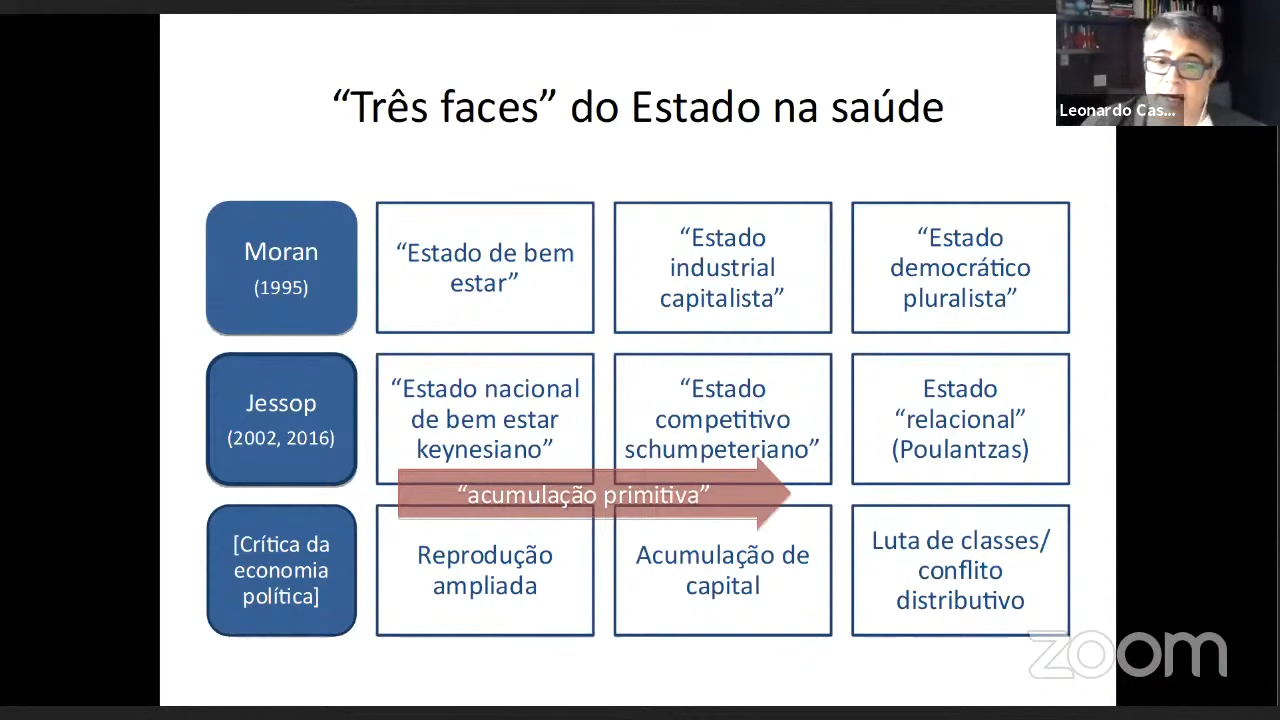 “Três faces” do Estado na saúde
Leonardo Cas...
Moran
(1995)
“Estado de bem
estar”
“Estado
industrial
capitalista”
“Estado
democrático
pluralista”
Jessop
(2002, 2016)
“Estado nacional
de bem estar
keynesiano”
“Estado
competitivo
schumpeteriano”
Estado
“relacional”
(Poulantzas)
“acumulação primitiva”
[Crítica da
economia
política]
Reprodução
ampliada
Acumulação de
capital
Luta de classes/
conflito
distributivo
zoom